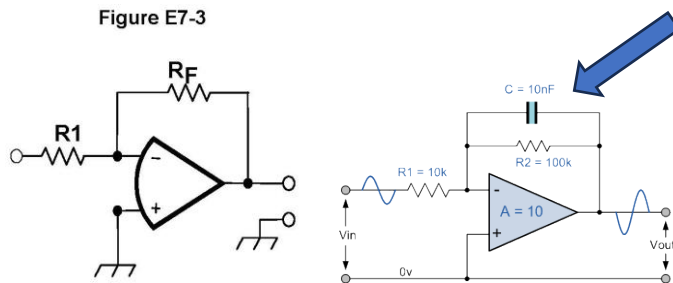 Figure E7-3
RF
R1
-
+
C = 10nF
R2 = 100k
R1 = 10k
-
A = 10
+
Vin
Vout
0v